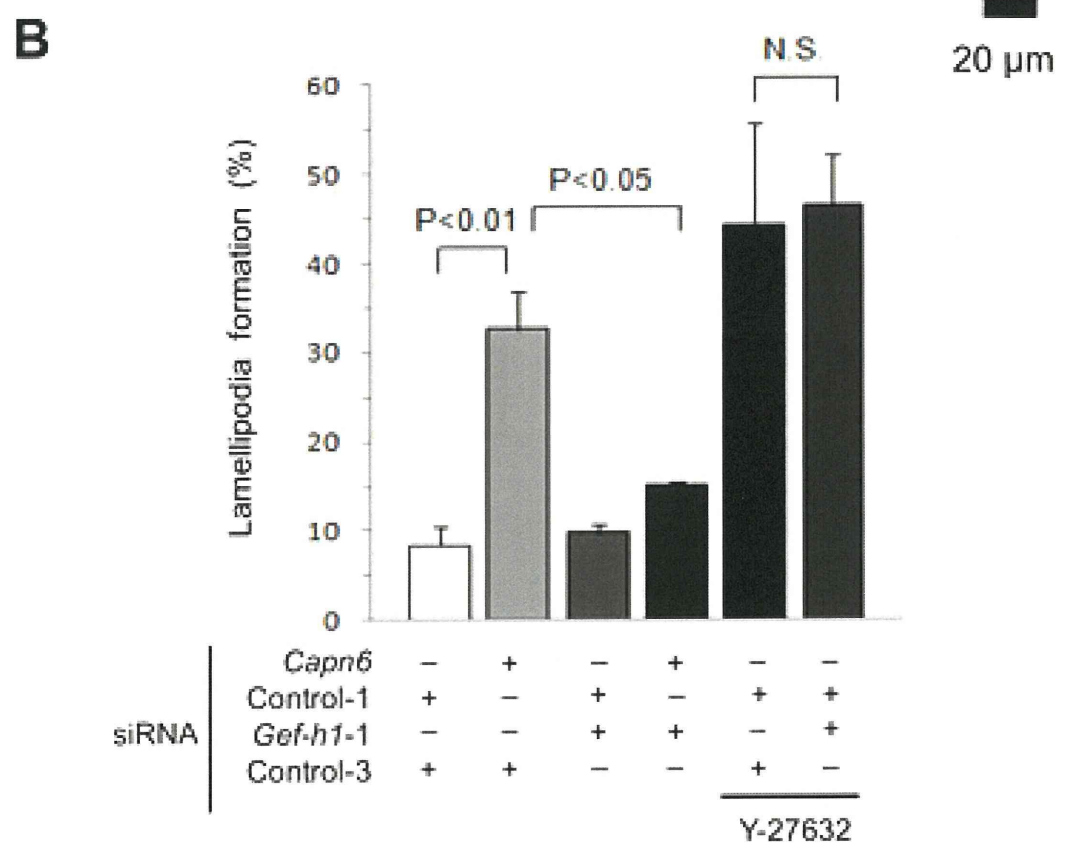 B
20 μm
N.S.
60
P<0.05
50
P<0.01
40
30
20
10
0
Lamellipodia formation (%)
Capn6 – + – + – –
Control-1 + – + – + +
siRNA
Gef-h1-1 – – + + – +
Control-3 + + – – + –
Y-27632